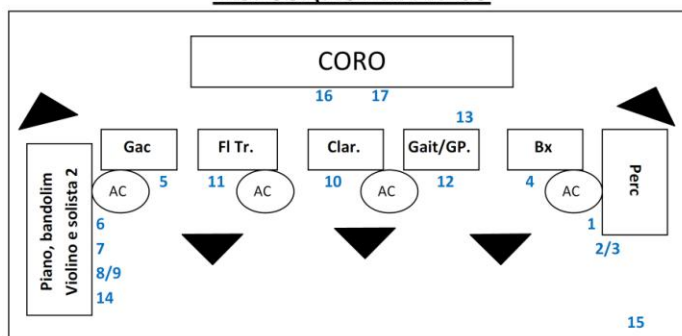 CORO
16 17
13
Gac
Fl Tr.
Clar.
Gait/GP.
Bx
Perc
Piano, bandolim
Violino e solista 2
5
11
10
12
4
AC
AC
AC
AC
6
7
8/9
14
1
2/3
15